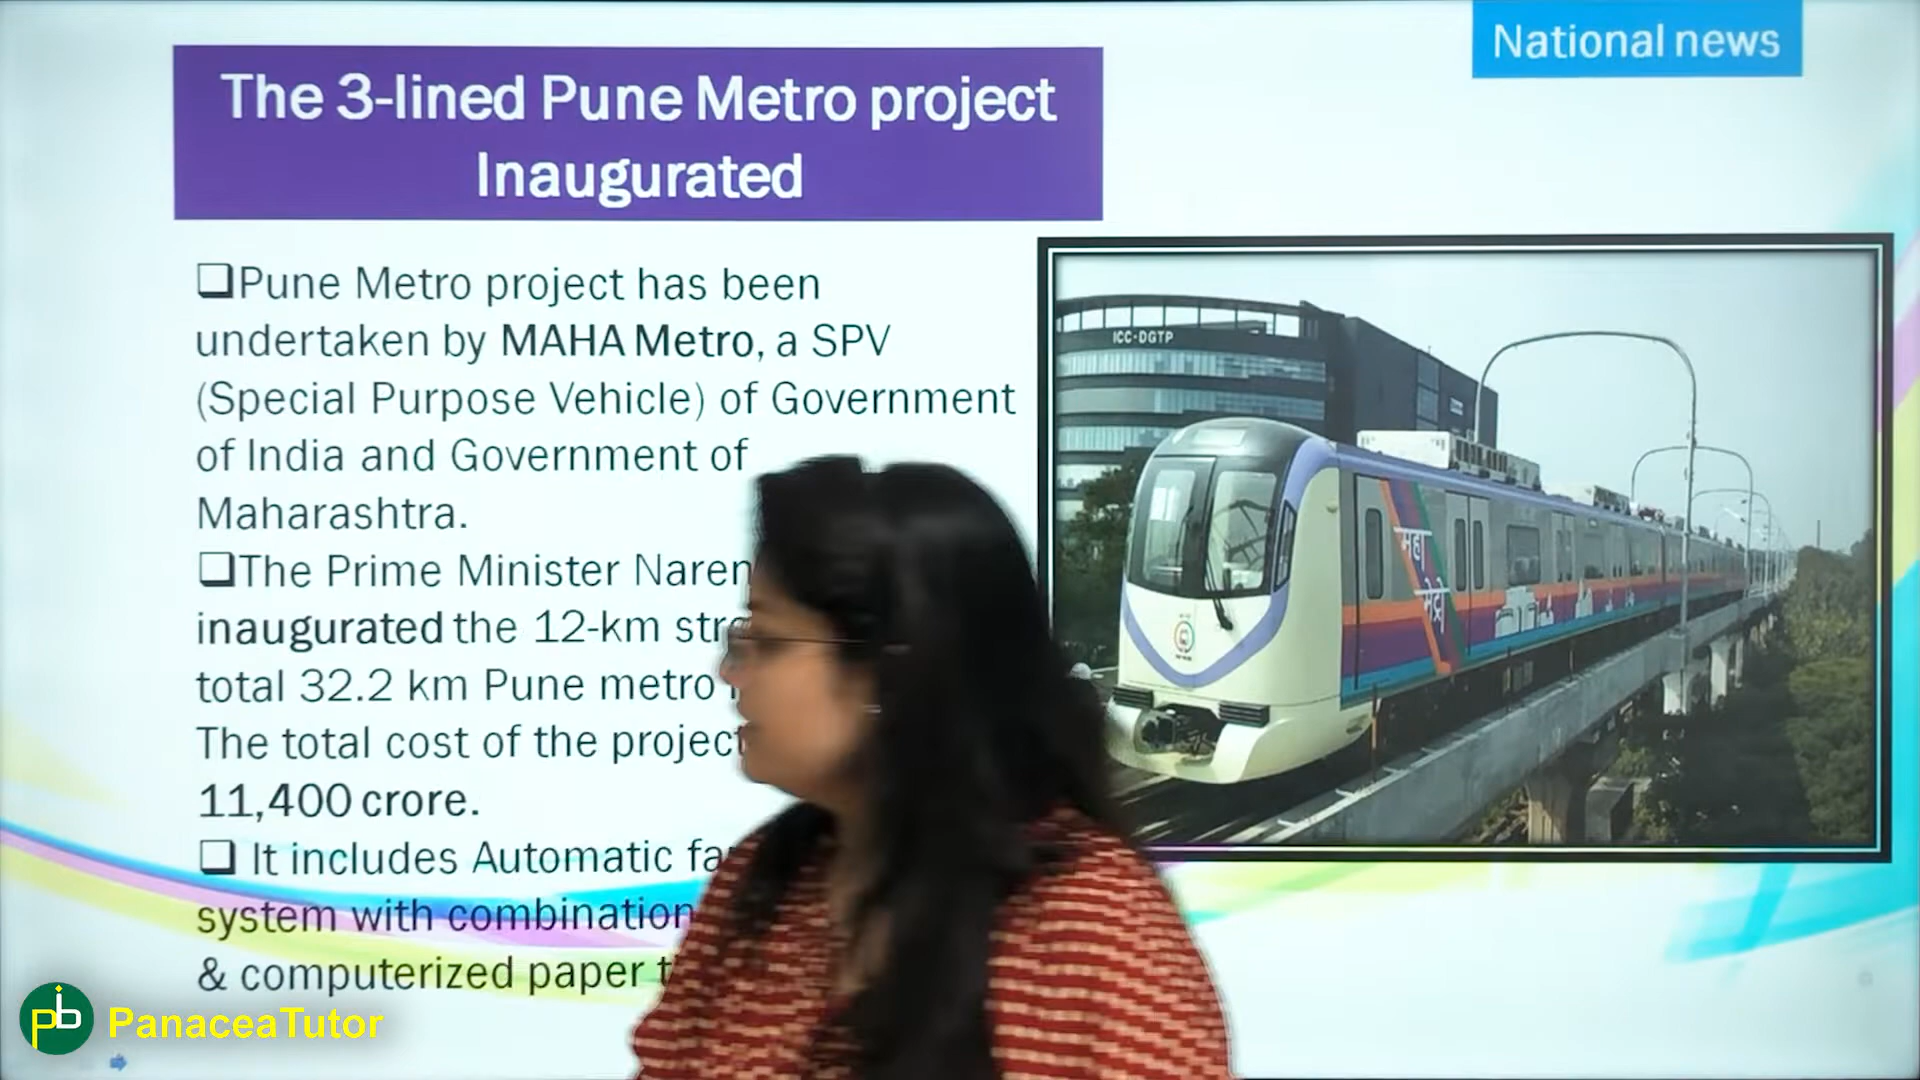 National news
The 3-lined Pune Metro project
Inaugurated
❑Pune Metro project has been
undertaken by MAHA Metro, a SPV
(Special Purpose Vehicle) of Government
of India and Government of
Maharashtra.
❑The Prime Minister Naren
inaugurated the 12-km stre
total 32.2 km Pune metro
The total cost of the project
11,400 crore.
❑ It includes Automatic fa
system with combination
& computerized paper t
ICC-DGTP
महा
मेट्रो
pb PanaceaTutor